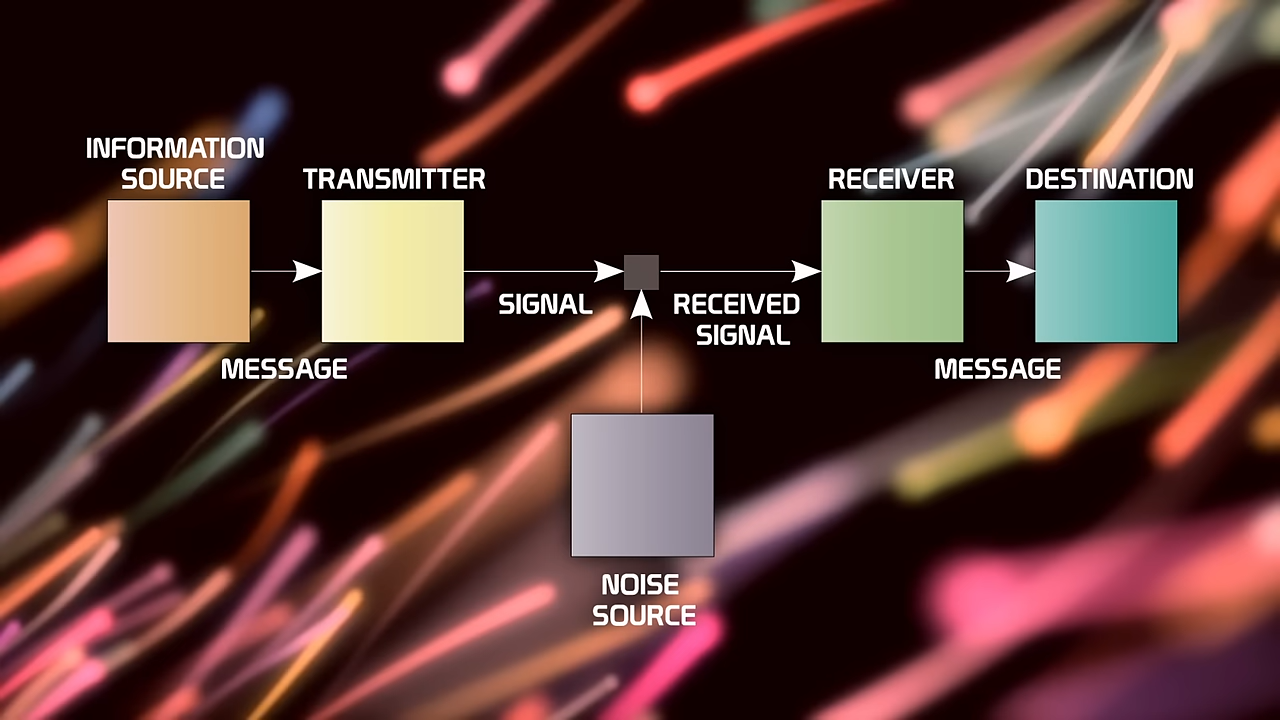 INFORMATION
SOURCE
TRANSMITTER
RECEIVER
DESTINATION
SIGNAL
RECEIVED
SIGNAL
MESSAGE
MESSAGE
NOISE
SOURCE